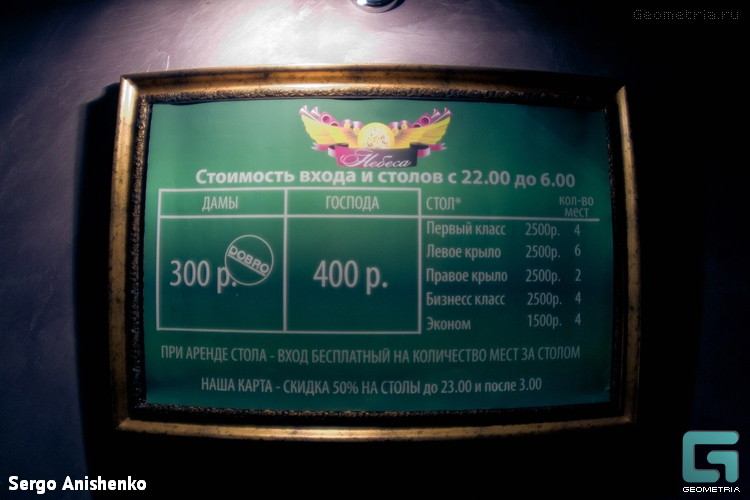 Geometria.ru
Небеса
Стоимость входа и столов с 22.00 до 6.00
ДАМЫ ГОСПОДА СТОЛ* кол-во мест
300 р. DOBRO 400 р.
Первый класс 2500р. 4
Левое крыло 2500р. 6
Правое крыло 2500р. 2
Бизнесс класс 2500р. 4
Эконом 1500р. 4
ПРИ АРЕНДЕ СТОЛА - ВХОД БЕСПЛАТНЫЙ НА КОЛИЧЕСТВО МЕСТ ЗА СТОЛОМ
НАША КАРТА - СКИДКА 50% НА СТОЛЫ до 23.00 и после 3.00
Sergo Anishenko
GEOMETRIA